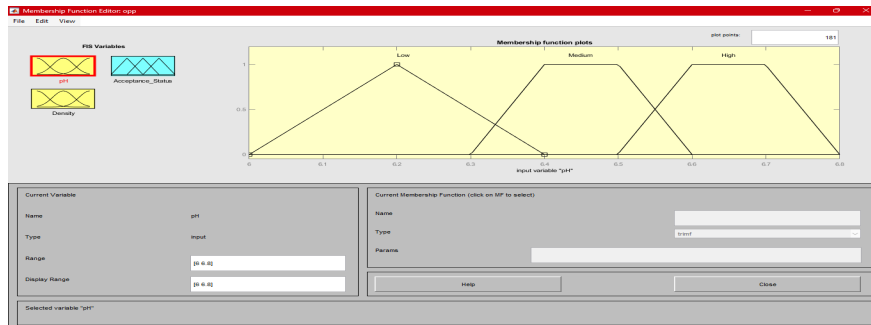 Membership Function Editor: opp
File Edit View
FIS Variables
pH
Acceptance_Status
Density
Membership function plots
plot points:
181
Low
Medium
High
1
0.5
0
6
6.1
6.2
6.3
6.4
6.5
6.6
6.7
6.8
input variable "pH"
Current Variable
Name
pH
Type
input
Range
[6 6.8]
Display Range
[6 6.8]
Current Membership Function (click on MF to select)
Name
Type
trimf
Params
Help
Close
Selected variable "pH"